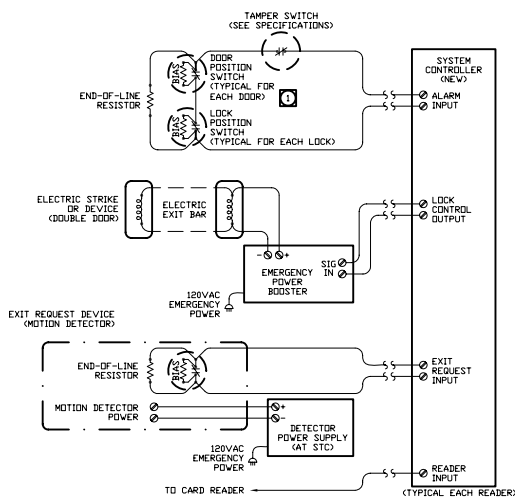 TAMPER SWITCH
(SEE SPECIFICATIONS)
DOOR
POSITION
SWITCH
(TYPICAL FOR
EACH DOOR)
1
BIAS
END-OF-LINE
RESISTOR
BIAS
LOCK
POSITION
SWITCH
(TYPICAL FOR EACH LOCK)
SYSTEM
CONTROLLER
(NEW)
ALARM
INPUT
ELECTRIC STRIKE
OR DEVICE
(DOUBLE DOOR)
ELECTRIC
EXIT BAR
LOCK
CONTROL
OUTPUT
- +
SIG
IN
EMERGENCY
POWER
BOOSTER
120VAC
EMERGENCY
POWER
EXIT REQUEST DEVICE
(MOTION DETECTOR)
END-OF-LINE
RESISTOR
BIAS
EXIT
REQUEST
INPUT
MOTION DETECTOR
POWER
+
-
DETECTOR
POWER SUPPLY
(AT STC)
120VAC
EMERGENCY
POWER
READER
INPUT
TO CARD READER
(TYPICAL EACH READER)